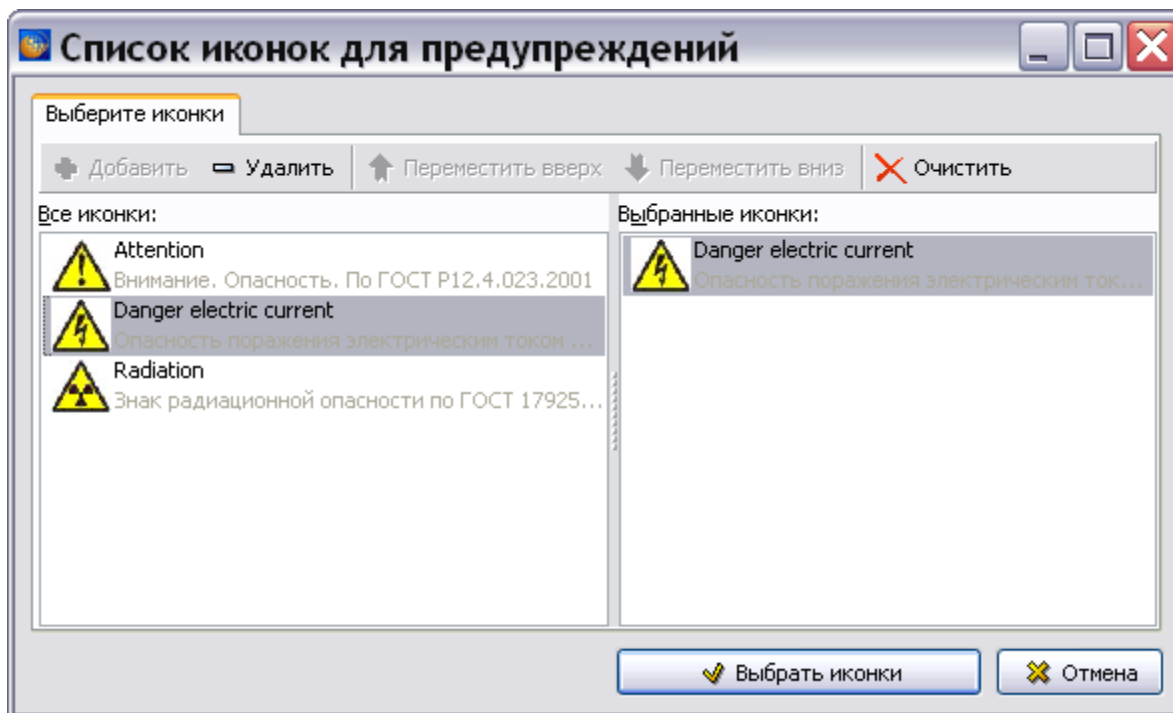 Список иконок для предупреждений
Выберите иконки
Добавить Удалить Переместить вверх Переместить вниз Очистить
Все иконки:
Attention
Внимание. Опасность. По ГОСТ Р12.4.023.2001
Danger electric current
Опасность поражения электрическим током ...
Radiation
Знак радиационной опасности по ГОСТ 17925...
Выбранные иконки:
Danger electric current
Опасность поражения электрическим ток...
Выбрать иконки Отмена